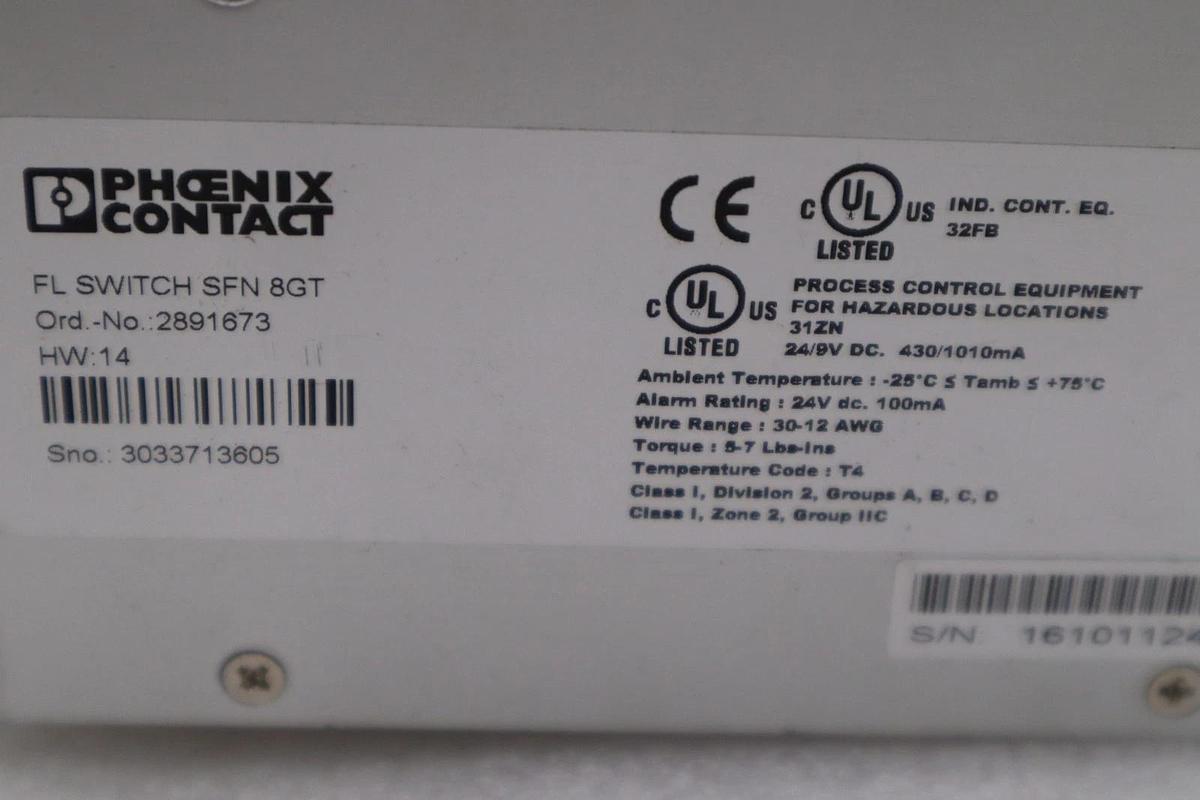 PHŒNIX
CONTACT
FL SWITCH SFN 8GT
Ord.-No.:2891673
HW:14
Sno.: 3033713605
CE
C UL US IND. CONT. EQ.
LISTED 32FB
C UL US PROCESS CONTROL EQUIPMENT
LISTED FOR HAZARDOUS LOCATIONS
31ZN
24/9V DC. 430/1010mA
Ambient Temperature : -25°C ≤ Tamb ≤ +75°C
Alarm Rating : 24V dc. 100mA
Wire Range : 30-12 AWG
Torque : 5-7 Lbs-Ins
Temperature Code : T4
Class I, Division 2, Groups A, B, C, D
Class I, Zone 2, Group IIC
S/N: 16101124